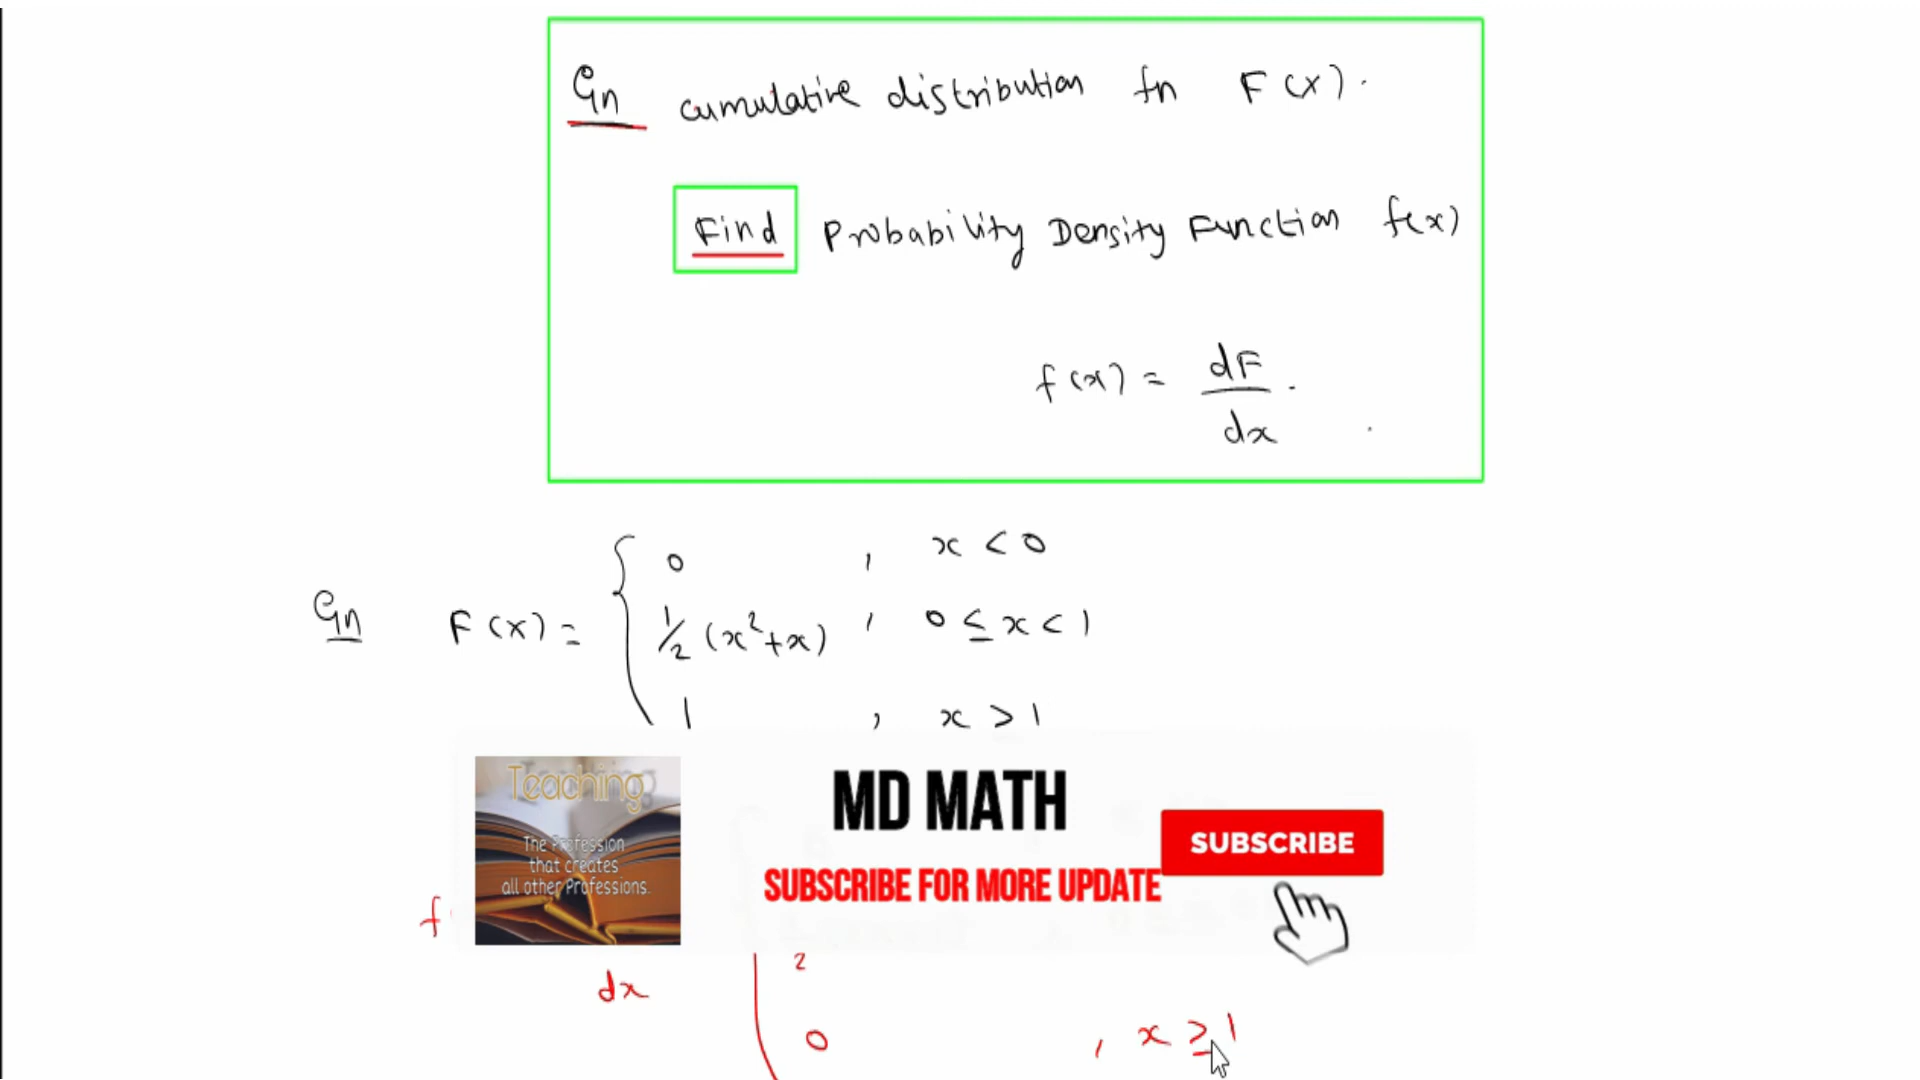 Gn cumulative distribution fn F(x).
Find Probability Density Function f(x)
f(x) = dF/dx.
0 , x < 0
Gn F(x) = { 1/2 (x²+x) , 0 ≤ x < 1
1 , x > 1
Teaching
The Profession
that creates
all other Professions.
MD MATH
SUBSCRIBE FOR MORE UPDATE
SUBSCRIBE
f
2
dx
0 , x ≥ 1